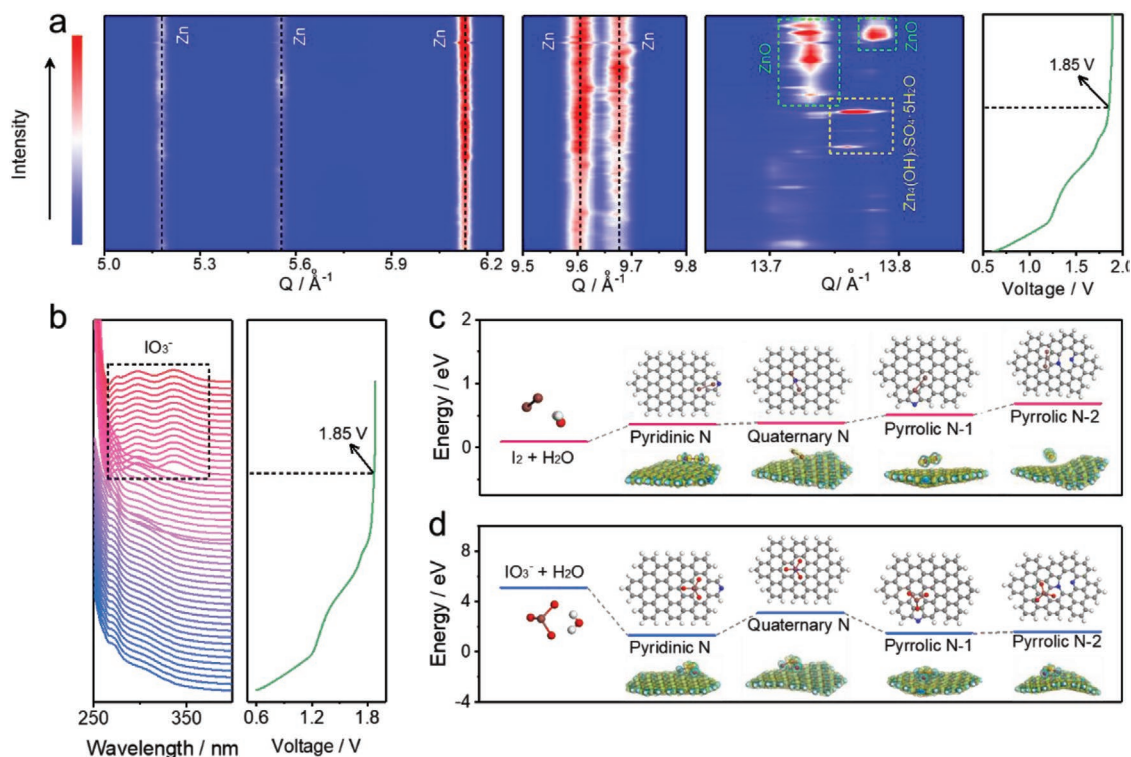 a
Intensity
Zn
Zn
Zn
Zn
Zn
ZnO
ZnO
Zn₄(OH)₆SO₄·5H₂O
1.85 V
5.0 5.3 5.6 5.9 6.2
Q / Å⁻¹
9.5 9.6 9.7 9.8
Q / Å⁻¹
13.7 13.8
Q / Å⁻¹
0.5 1.0 1.5 2.0
Voltage / V
b
IO₃⁻
1.85 V
250 350
Wavelength / nm
0.6 1.2 1.8
Voltage / V
c
Energy / eV
2
1
0
I₂ + H₂O
Pyridinic N
Quaternary N
Pyrrolic N-1
Pyrrolic N-2
d
Energy / eV
8
4
0
-4
IO₃⁻ + H₂O
Pyridinic N
Quaternary N
Pyrrolic N-1
Pyrrolic N-2